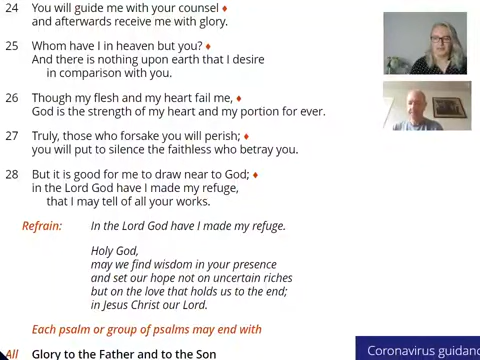 24 You will guide me with your counsel ♦
and afterwards receive me with glory.
25 Whom have I in heaven but you? ♦
And there is nothing upon earth that I desire
in comparison with you.
26 Though my flesh and my heart fail me, ♦
God is the strength of my heart and my portion for ever.
27 Truly, those who forsake you will perish; ♦
you will put to silence the faithless who betray you.
28 But it is good for me to draw near to God; ♦
in the Lord God have I made my refuge,
that I may tell of all your works.
Refrain: In the Lord God have I made my refuge.
Holy God,
may we find wisdom in your presence
and set our hope not on uncertain riches
but on the love that holds us to the end;
in Jesus Christ our Lord.
Each psalm or group of psalms may end with
All Glory to the Father and to the Son
Coronavirus guidanc